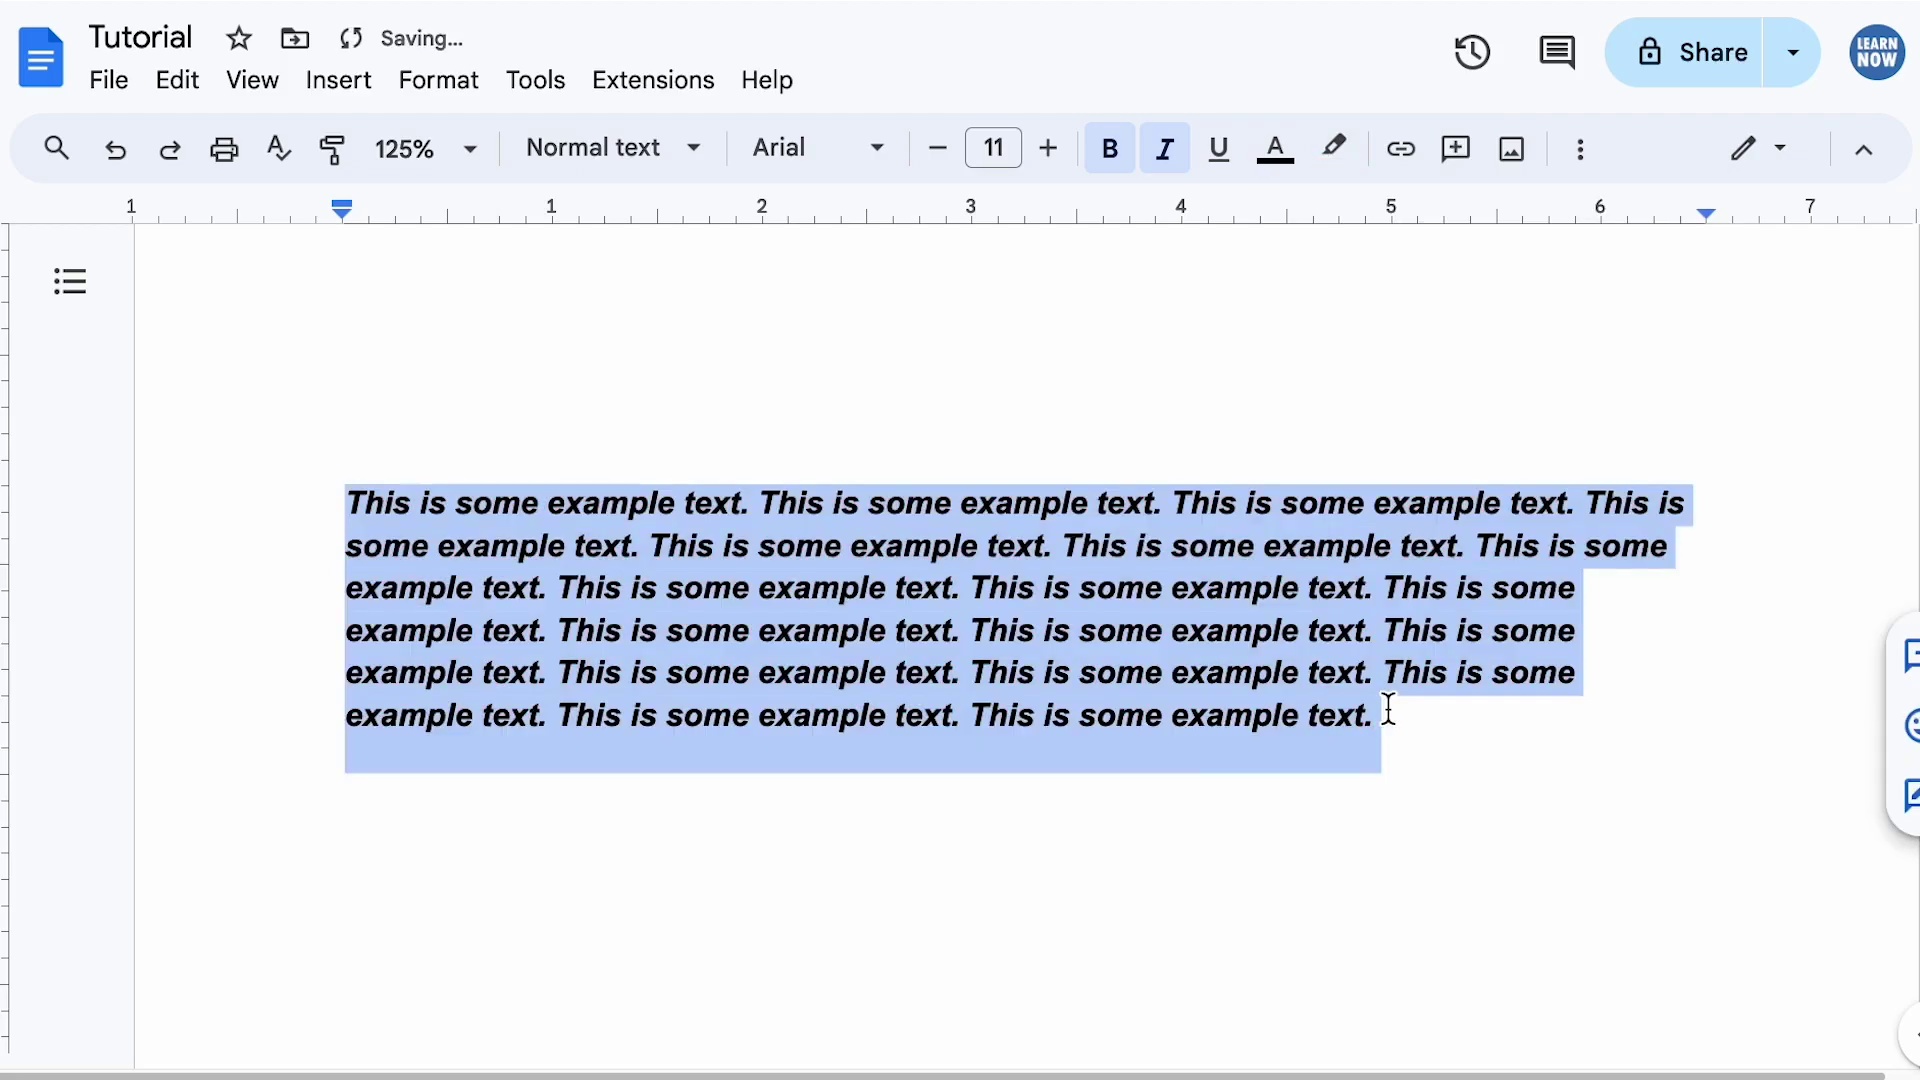 Tutorial Saving...
File Edit View Insert Format Tools Extensions Help
Share
LEARN
NOW
125% Normal text Arial 11 B I U A
1 1 2 3 4 5 6 7
This is some example text. This is some example text. This is some example text. This is
some example text. This is some example text. This is some example text. This is some
example text. This is some example text. This is some example text. This is some
example text. This is some example text. This is some example text. This is some
example text. This is some example text. This is some example text. This is some
example text. This is some example text. This is some example text.